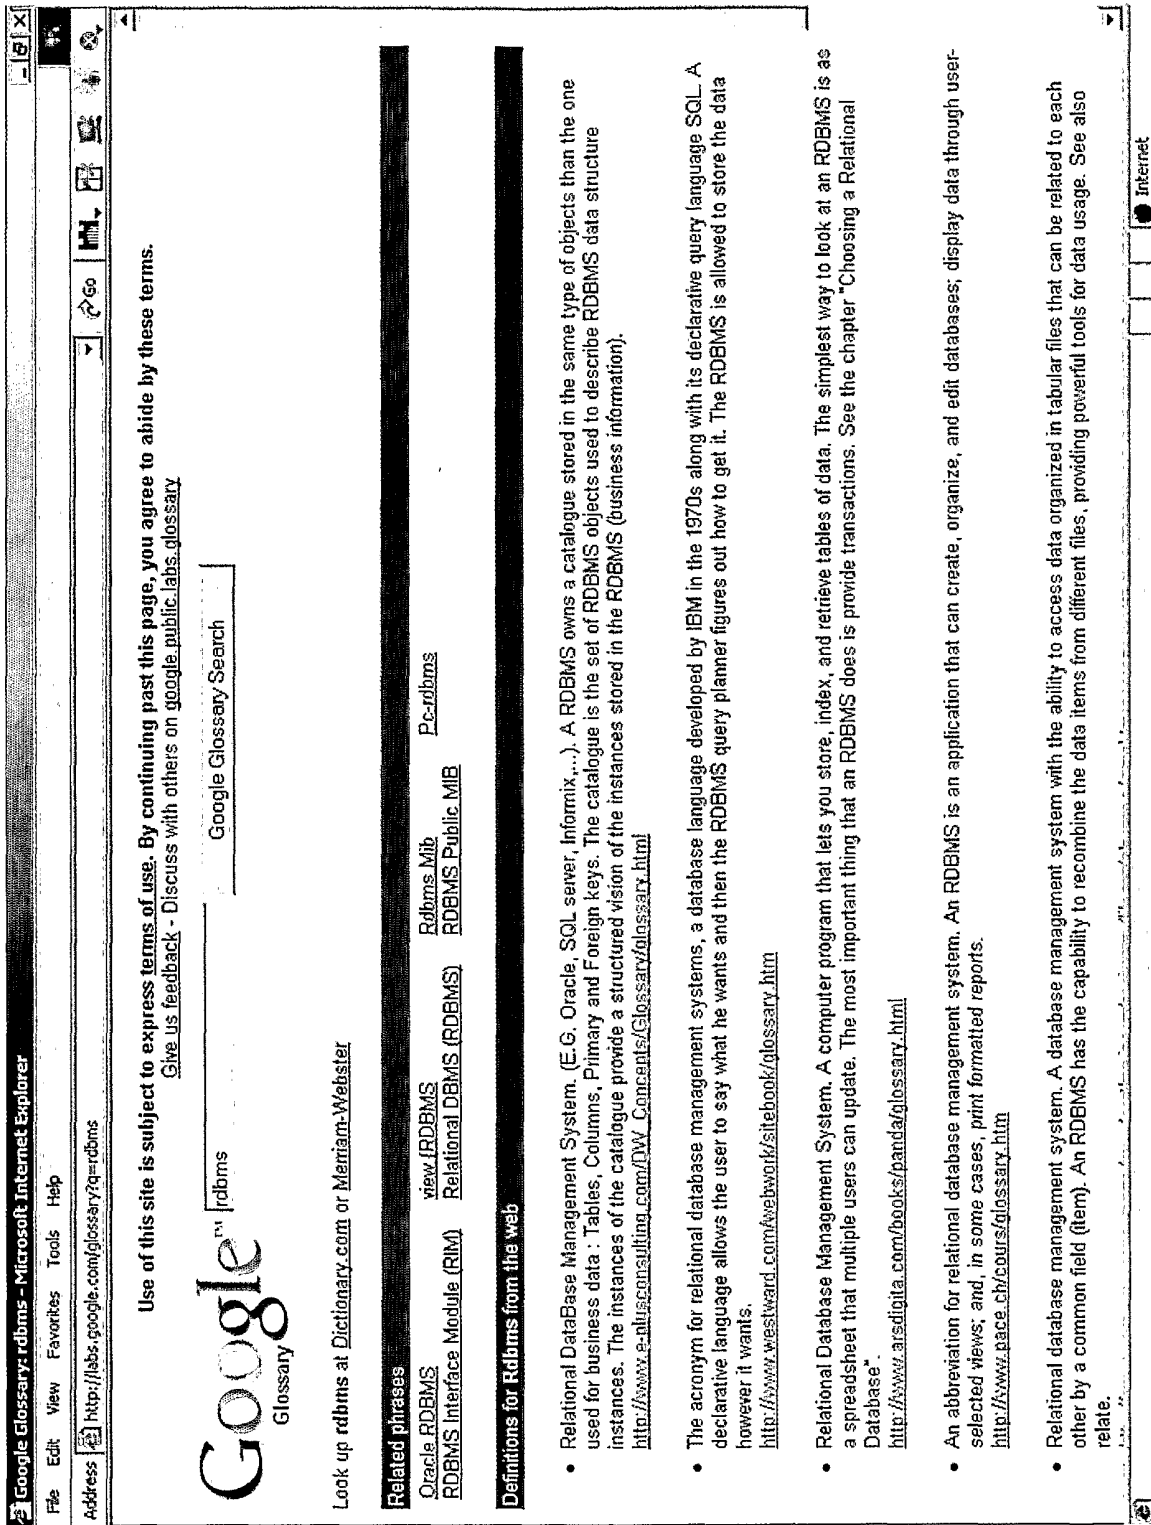 Google Glossary: rdbms - Microsoft Internet Explorer
File Edit View Favorites Tools Help
Address http://labs.google.com/glossary?q=rdbms Go
Use of this site is subject to express terms of use. By continuing past this page, you agree to abide by these terms.
Give us feedback - Discuss with others on google.public.labs.glossary
Google™ rdbms Google Glossary Search
Glossary
Look up rdbms at Dictionary.com or Merriam-Webster
Related phrases
Oracle RDBMS view (RDBMS Rdbms Mib Pc-rdbms
RDBMS Interface Module (RIM) Relational DBMS (RDBMS) RDBMS Public MIB
Definitions for Rdbms from the web
• Relational DataBase Management System. (E.G. Oracle, SQL server, Informix,...). A RDBMS owns a catalogue stored in the same type of objects than the one
used for business data : Tables, Columns, Primary and Foreign keys. The catalogue is the set of RDBMS objects used to describe RDBMS data structure
instances. The instances of the catalogue provide a structured vision of the instances stored in the RDBMS (business information).
http://www.e-plusconsulting.com/DW_Concepts/Glossary/glossary.html
• The acronym for relational database management systems, a database language developed by IBM in the 1970s along with its declarative query language SQL. A
declarative language allows the user to say what he wants and then the RDBMS query planner figures out how to get it. The RDBMS is allowed to store the data
however it wants.
http://www.westward.com/webwork/sitebook/glossary.htm
• Relational Database Management System. A computer program that lets you store, index, and retrieve tables of data. The simplest way to look at an RDBMS is as
a spreadsheet that multiple users can update. The most important thing that an RDBMS does is provide transactions. See the chapter "Choosing a Relational
Database".
http://www.arsdigita.com/books/panda/glossary.html
• An abbreviation for relational database management system. An RDBMS is an application that can create, organize, and edit databases; display data through user-
selected views; and, in some cases, print formatted reports.
http://www.pace.ch/cours/glossary.htm
• Relational database management system. A database management system with the ability to access data organized in tabular files that can be related to each
other by a common field (item). An RDBMS has the capability to recombine the data items from different files, providing powerful tools for data usage. See also
relate.
Internet